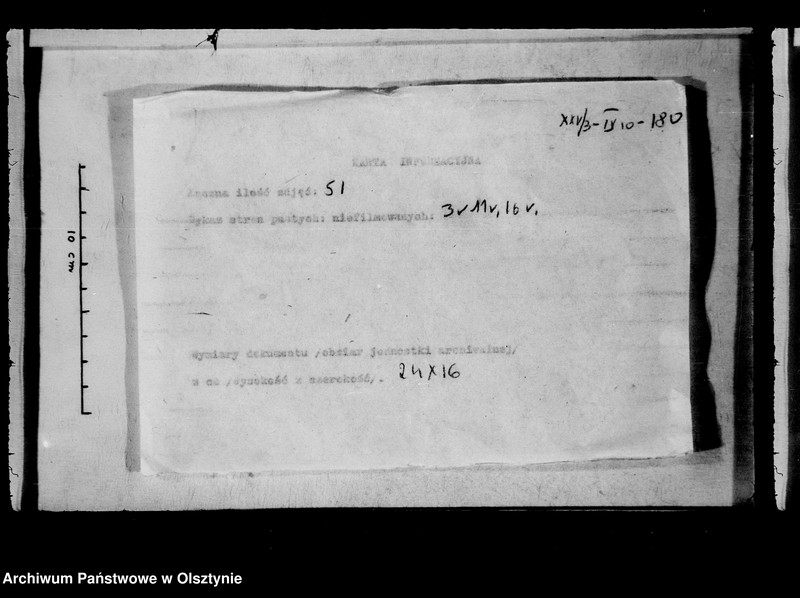 XXV/3-IV 10-180
KARTA INFORMACYJNA
Łączna ilość zdjęć: 51
Wykaz stron pustych: niefilmowanych: 3v 11v, 16v,
Wymiary dokumentu /obszar jednostki archiwalnej/
w cm /wysokość x szerokość/. 24x16
10 cm
Archiwum Państwowe w Olsztynie